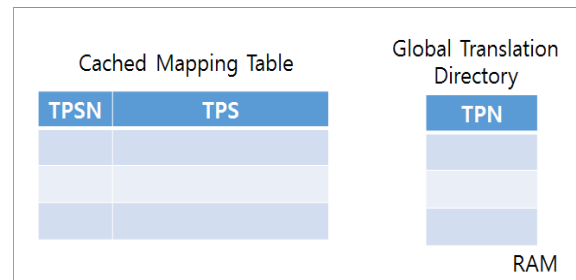 Cached Mapping Table
TPSN TPS
Global Translation
Directory
TPN
RAM